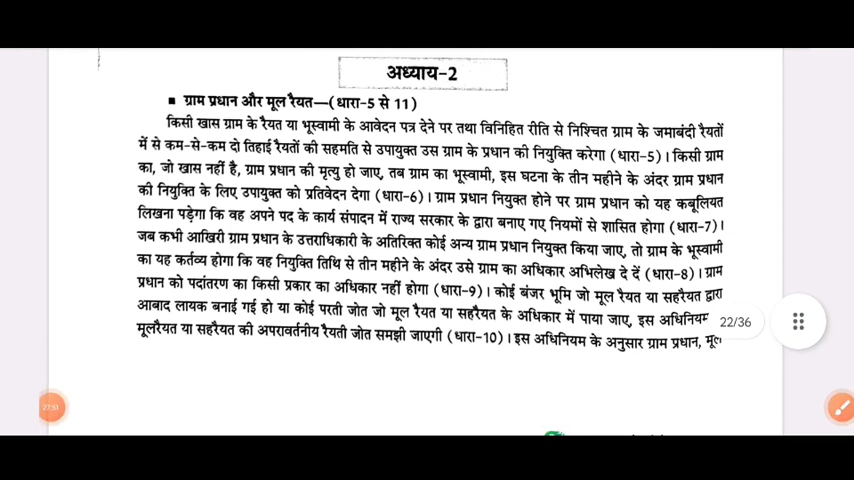 अध्याय-2
■ ग्राम प्रधान और मूल रैयत—(धारा-5 से 11)
किसी खास ग्राम के रैयत या भूस्वामी के आवेदन पत्र देने पर तथा विनिहित रीति से निश्चित ग्राम के जमाबंदी रैयतों
में से कम-से-कम दो तिहाई रैयतों की सहमति से उपायुक्त उस ग्राम के प्रधान की नियुक्ति करेगा (धारा-5)। किसी ग्राम
का, जो खास नहीं है, ग्राम प्रधान की मृत्यु हो जाए, तब ग्राम का भूस्वामी, इस घटना के तीन महीने के अंदर ग्राम प्रधान
की नियुक्ति के लिए उपायुक्त को प्रतिवेदन देगा (धारा-6)। ग्राम प्रधान नियुक्त होने पर ग्राम प्रधान को यह कबूलियत
लिखना पड़ेगा कि वह अपने पद के कार्य संपादन में राज्य सरकार के द्वारा बनाए गए नियमों से शासित होगा (धारा-7)।
जब कभी आखिरी ग्राम प्रधान के उत्तराधिकारी के अतिरिक्त कोई अन्य ग्राम प्रधान नियुक्त किया जाए, तो ग्राम के भूस्वामी
का यह कर्तव्य होगा कि वह नियुक्ति तिथि से तीन महीने के अंदर उसे ग्राम का अधिकार अभिलेख दे दें (धारा-8)। ग्राम
प्रधान को पदांतरण का किसी प्रकार का अधिकार नहीं होगा (धारा-9)। कोई बंजर भूमि जो मूल रैयत या सहरैयत द्वारा
आबाद लायक बनाई गई हो या कोई परती जोत जो मूल रैयत या सहरैयत के अधिकार में पाया जाए, इस अधिनियम
22/36
मूलरैयत या सहरैयत की अपरावर्तनीय रैयती जोत समझी जाएगी (धारा-10)। इस अधिनियम के अनुसार ग्राम प्रधान, मूल
27:51